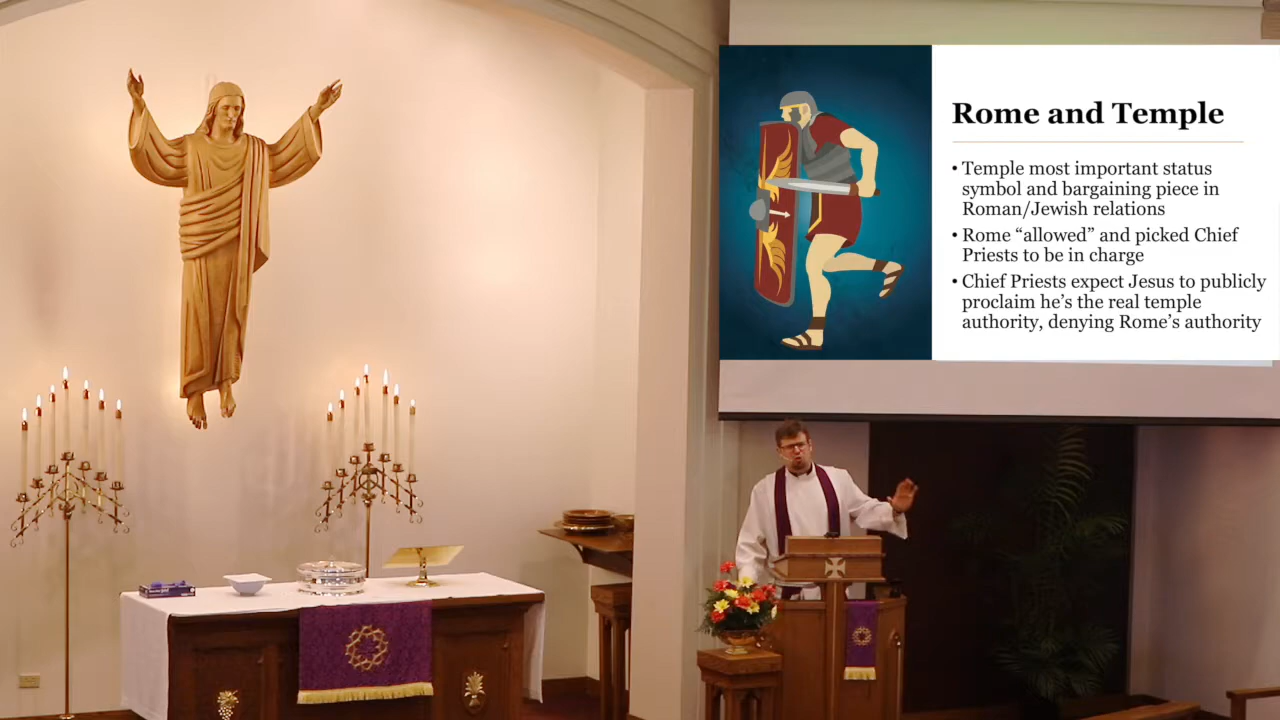 Rome and Temple
• Temple most important status
symbol and bargaining piece in
Roman/Jewish relations
• Rome “allowed” and picked Chief
Priests to be in charge
• Chief Priests expect Jesus to publicly
proclaim he’s the real temple
authority, denying Rome’s authority